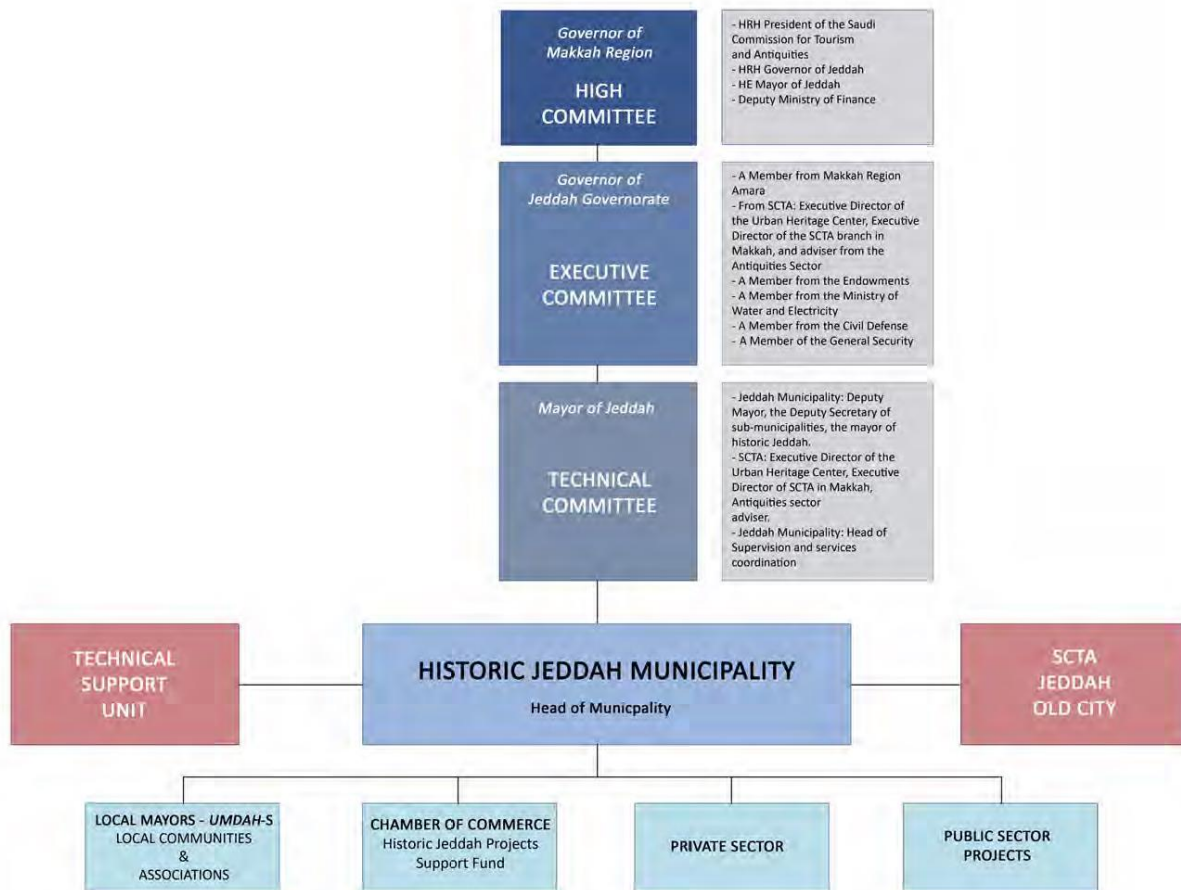 Governor of
Makkah Region
HIGH
COMMITTEE
- HRH President of the Saudi
Commission for Tourism
and Antiquities
- HRH Governor of Jeddah
- HE Mayor of Jeddah
- Deputy Ministry of Finance
Governor of
Jeddah Governorate
EXECUTIVE
COMMITTEE
- A Member from Makkah Region
Amara
- From SCTA: Executive Director of
the Urban Heritage Center, Executive
Director of the SCTA branch in
Makkah, and adviser from the
Antiquities Sector
- A Member from the Endowments
- A Member from the Ministry of
Water and Electricity
- A Member from the Civil Defense
- A Member of the General Security
Mayor of Jeddah
TECHNICAL
COMMITTEE
- Jeddah Municipality: Deputy
Mayor, the Deputy Secretary of
sub-municipalities, the mayor of
historic Jeddah.
- SCTA: Executive Director of the
Urban Heritage Center, Executive
Director of SCTA in Makkah,
Antiquities sector
adviser.
- Jeddah Municipality: Head of
Supervision and services
coordination
TECHNICAL
SUPPORT
UNIT
HISTORIC JEDDAH MUNICIPALITY
Head of Municpality
SCTA
JEDDAH
OLD CITY
LOCAL MAYORS - UMDAH-S
LOCAL COMMUNITIES
&
ASSOCIATIONS
CHAMBER OF COMMERCE
Historic Jeddah Projects
Support Fund
PRIVATE SECTOR
PUBLIC SECTOR
PROJECTS